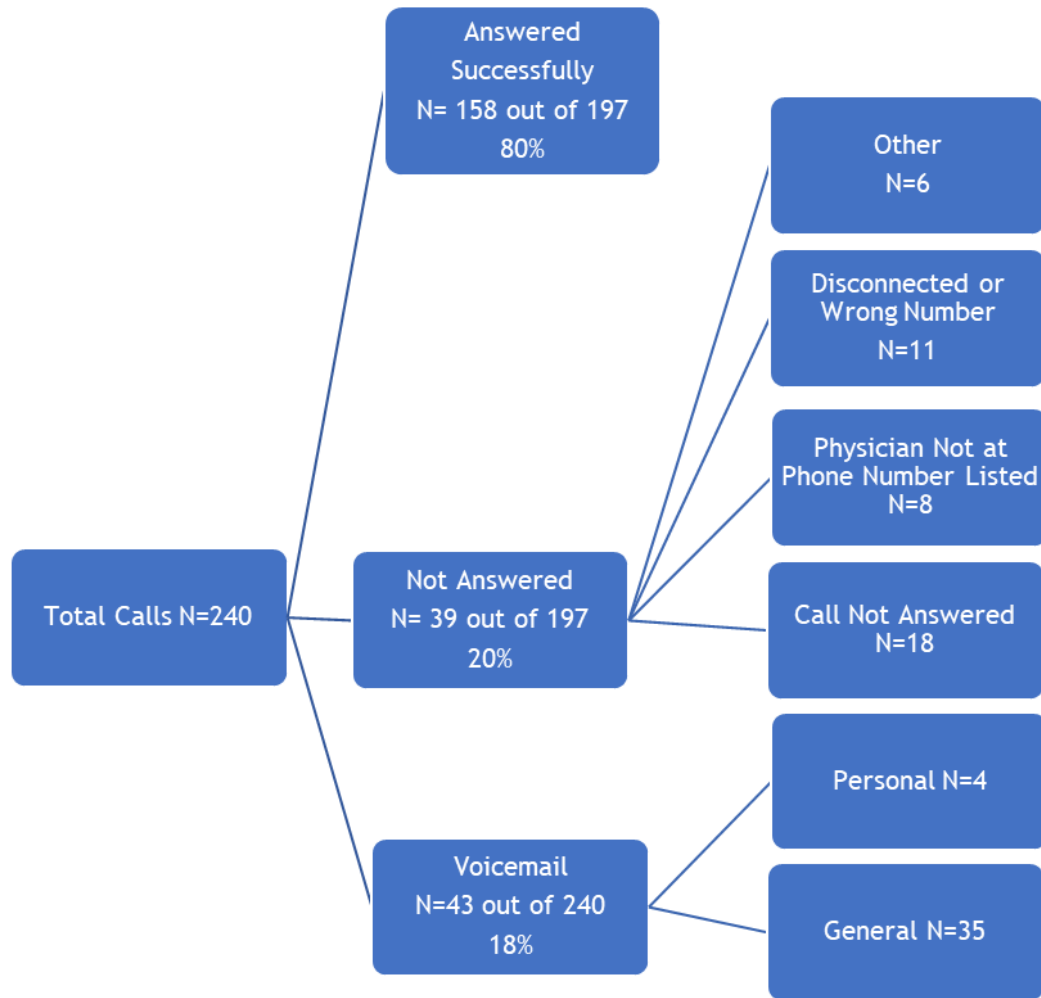 Answered
Successfully
N= 158 out of 197
80%
Other
N=6
Disconnected or
Wrong Number
N=11
Physician Not at
Phone Number Listed
N=8
Total Calls N=240
Not Answered
N= 39 out of 197
20%
Call Not Answered
N=18
Personal N=4
Voicemail
N=43 out of 240
18%
General N=35